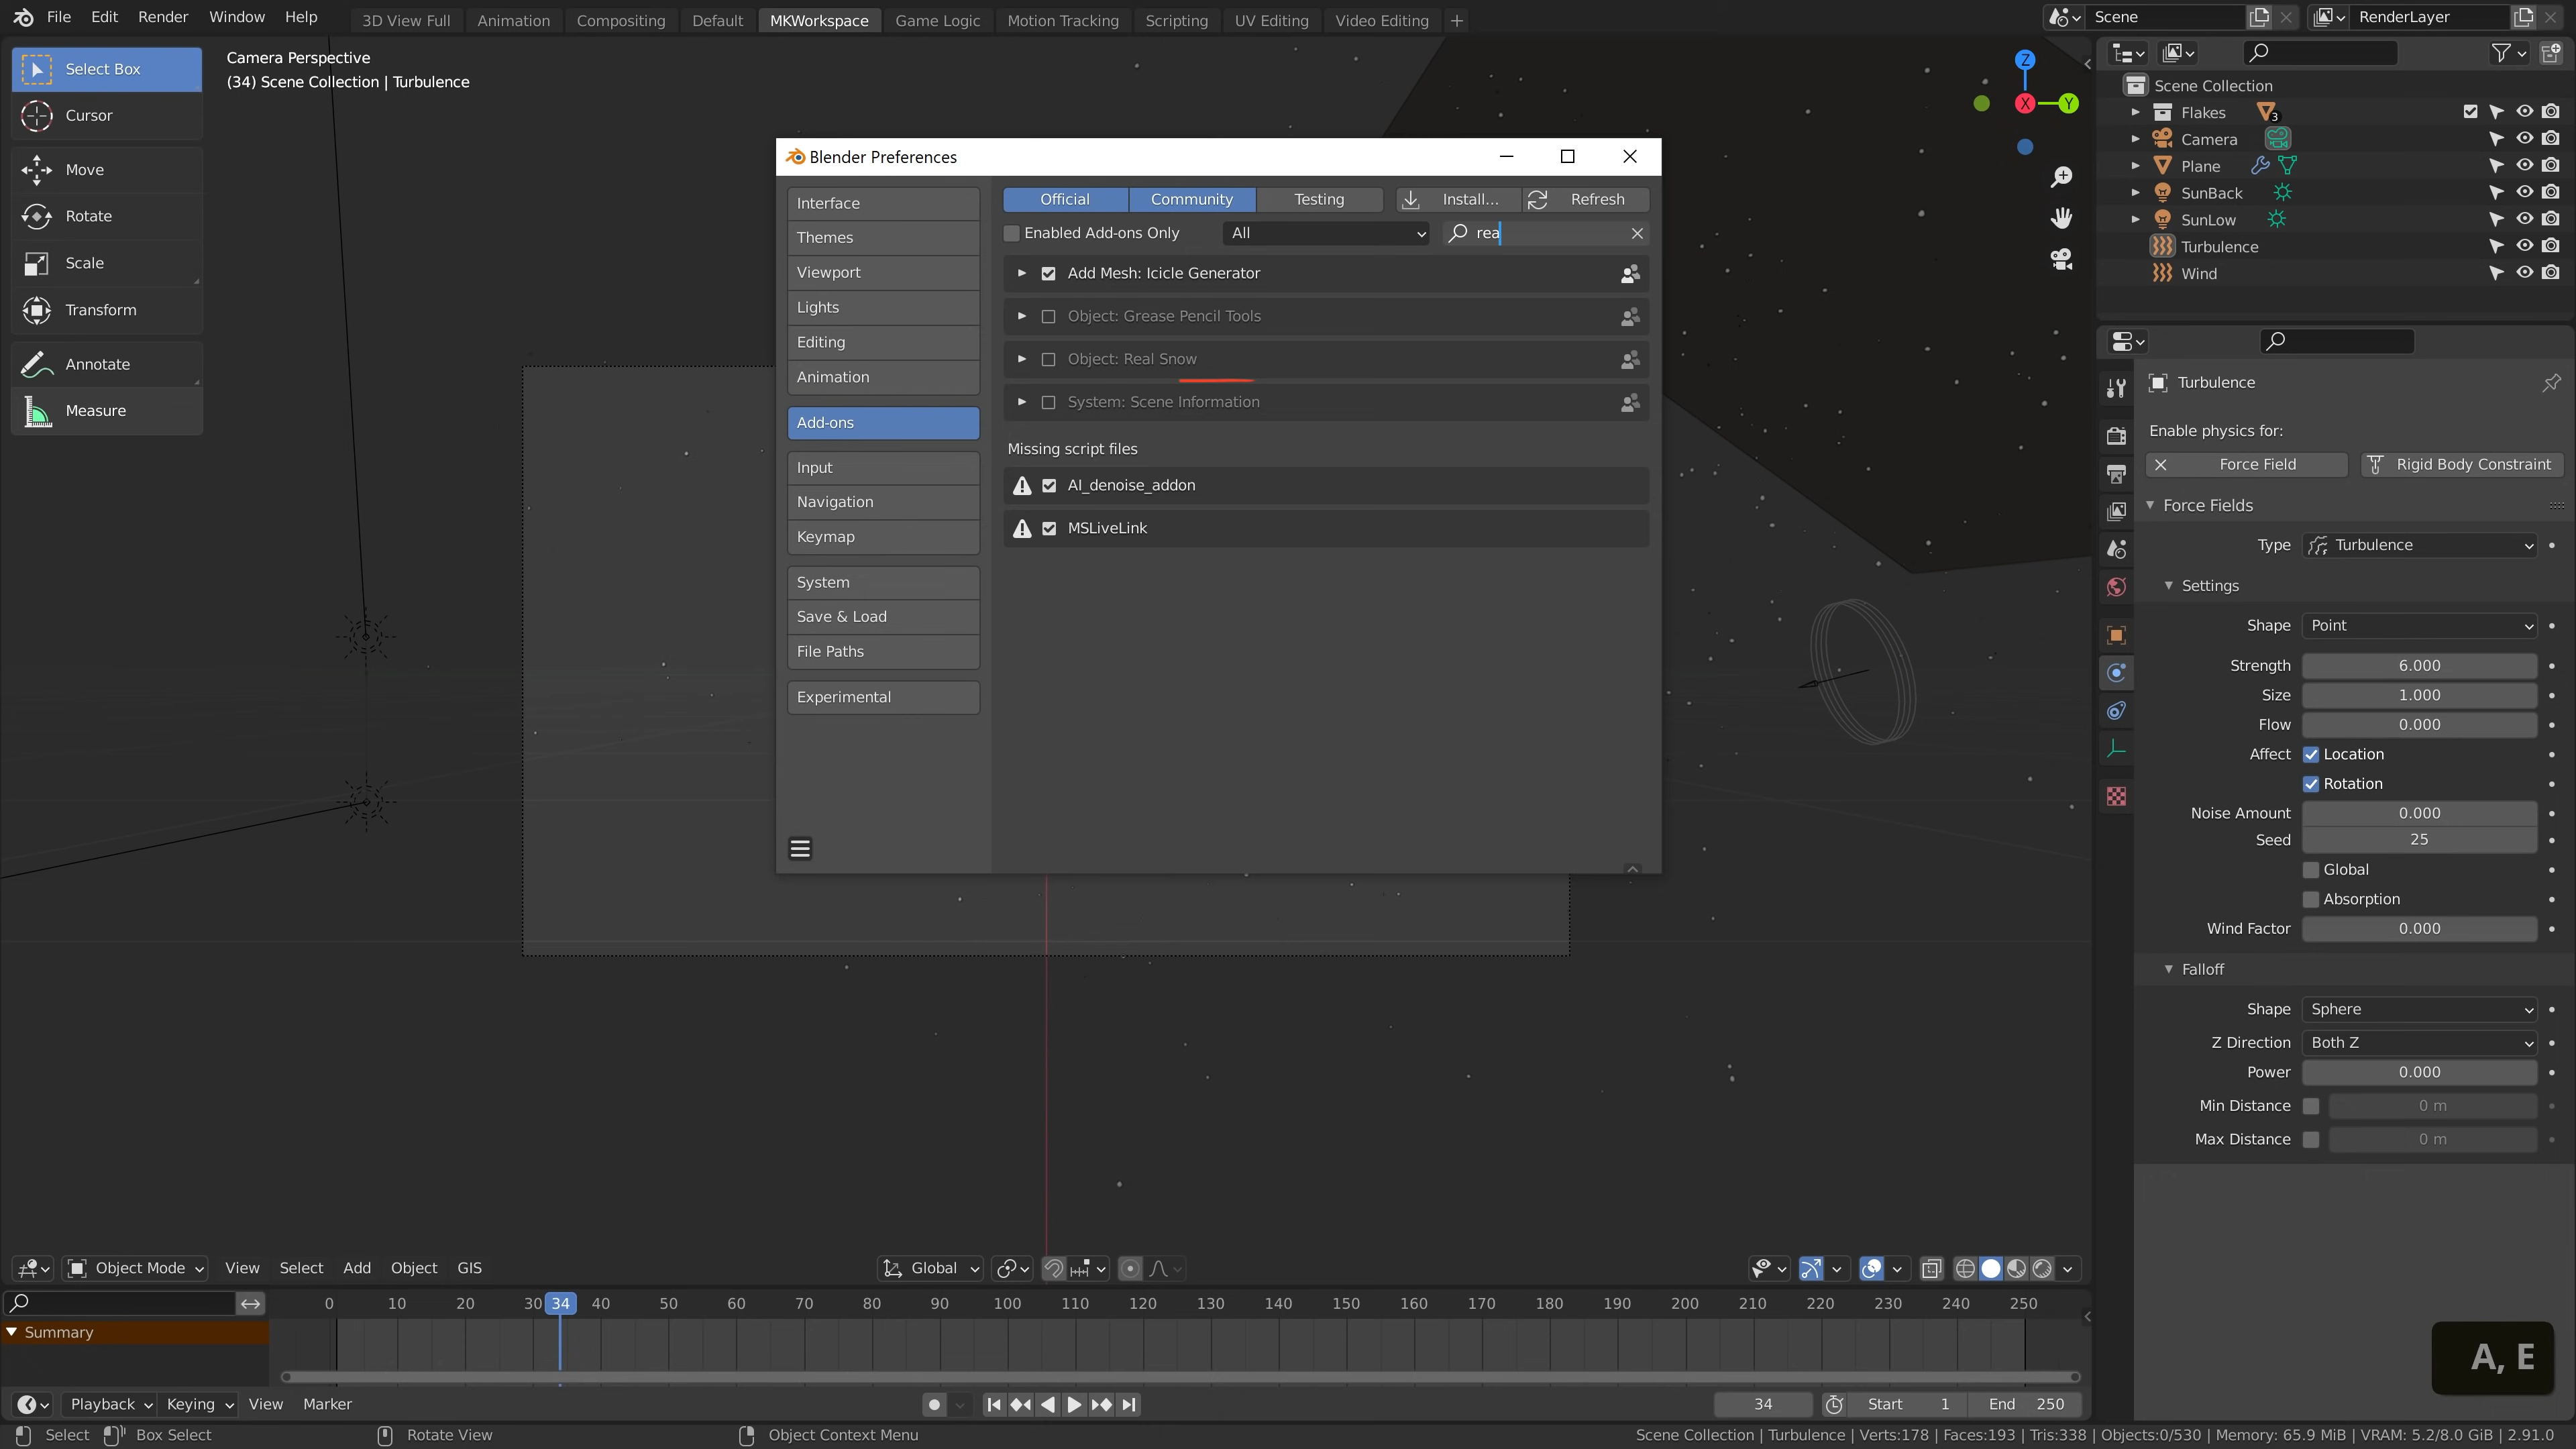 File Edit Render Window Help
3D View Full Animation Compositing Default MKWorkspace Game Logic Motion Tracking Scripting UV Editing Video Editing +
Scene RenderLayer
Select Box
Cursor
Move
Rotate
Scale
Transform
Annotate
Measure
Camera Perspective
(34) Scene Collection | Turbulence
Z
X
Y
Blender Preferences
Interface
Themes
Viewport
Lights
Editing
Animation
Add-ons
Input
Navigation
Keymap
System
Save & Load
File Paths
Experimental
Official Community Testing Install... Refresh
Enabled Add-ons Only All rea
Add Mesh: Icicle Generator
Object: Grease Pencil Tools
Object: Real Snow
System: Scene Information
Missing script files
AI_denoise_addon
MSLiveLink
Scene Collection
Flakes 3
Camera
Plane
SunBack
SunLow
Turbulence
Wind
Turbulence
Enable physics for:
Force Field Rigid Body Constraint
Force Fields
Type Turbulence
Settings
Shape Point
Strength 6.000
Size 1.000
Flow 0.000
Affect Location
Rotation
Noise Amount 0.000
Seed 25
Global
Absorption
Wind Factor 0.000
Falloff
Shape Sphere
Z Direction Both Z
Power 0.000
Min Distance 0 m
Max Distance 0 m
Object Mode View Select Add Object GIS Global
0 10 20 30 34 40 50 60 70 80 90 100 110 120 130 140 150 160 170 180 190 200 210 220 230 240 250
Summary
A, E
Playback Keying View Marker 34 Start 1 End 250
Select Box Select Rotate View Object Context Menu Scene Collection | Turbulence | Verts:178 | Faces:193 | Tris:338 | Objects:0/530 | Memory: 65.9 MiB | VRAM: 5.2/8.0 GiB | 2.91.0